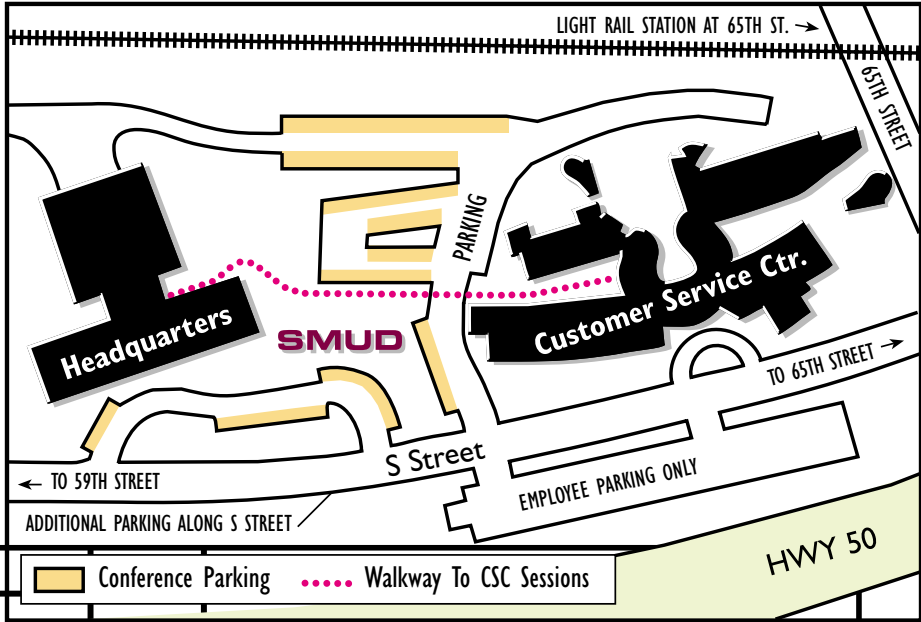 LIGHT RAIL STATION AT 65TH ST. →
65TH STREET
PARKING
Headquarters
SMUD
Customer Service Ctr.
TO 65TH STREET →
S Street
← TO 59TH STREET
EMPLOYEE PARKING ONLY
ADDITIONAL PARKING ALONG S STREET
HWY 50
Conference Parking
Walkway To CSC Sessions